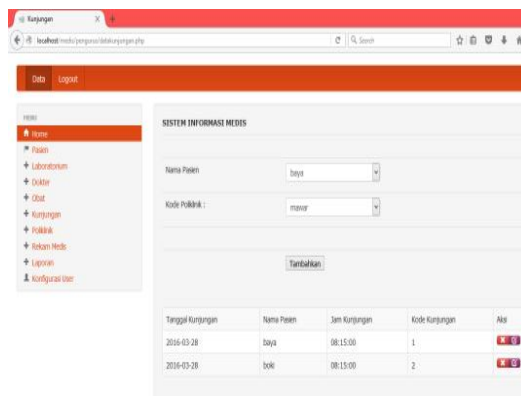 Kunjungan
localhost/medis/pengurus/datakunjungan.php
Search
Data Logout
MENU
Home
Pasien
Laboratorium
Dokter
Obat
Kunjungan
Poliklinik
Rekam Medis
Laporan
Konfigurasi User
SISTEM INFORMASI MEDIS
Nama Pasien baya
Kode Poliklinik : mawar
Tambahkan
Tanggal Kunjungan Nama Pasien Jam Kunjungan Kode Kunjungan Aksi
2016-03-28 baya 08:15:00 1
2016-03-28 boki 08:15:00 2